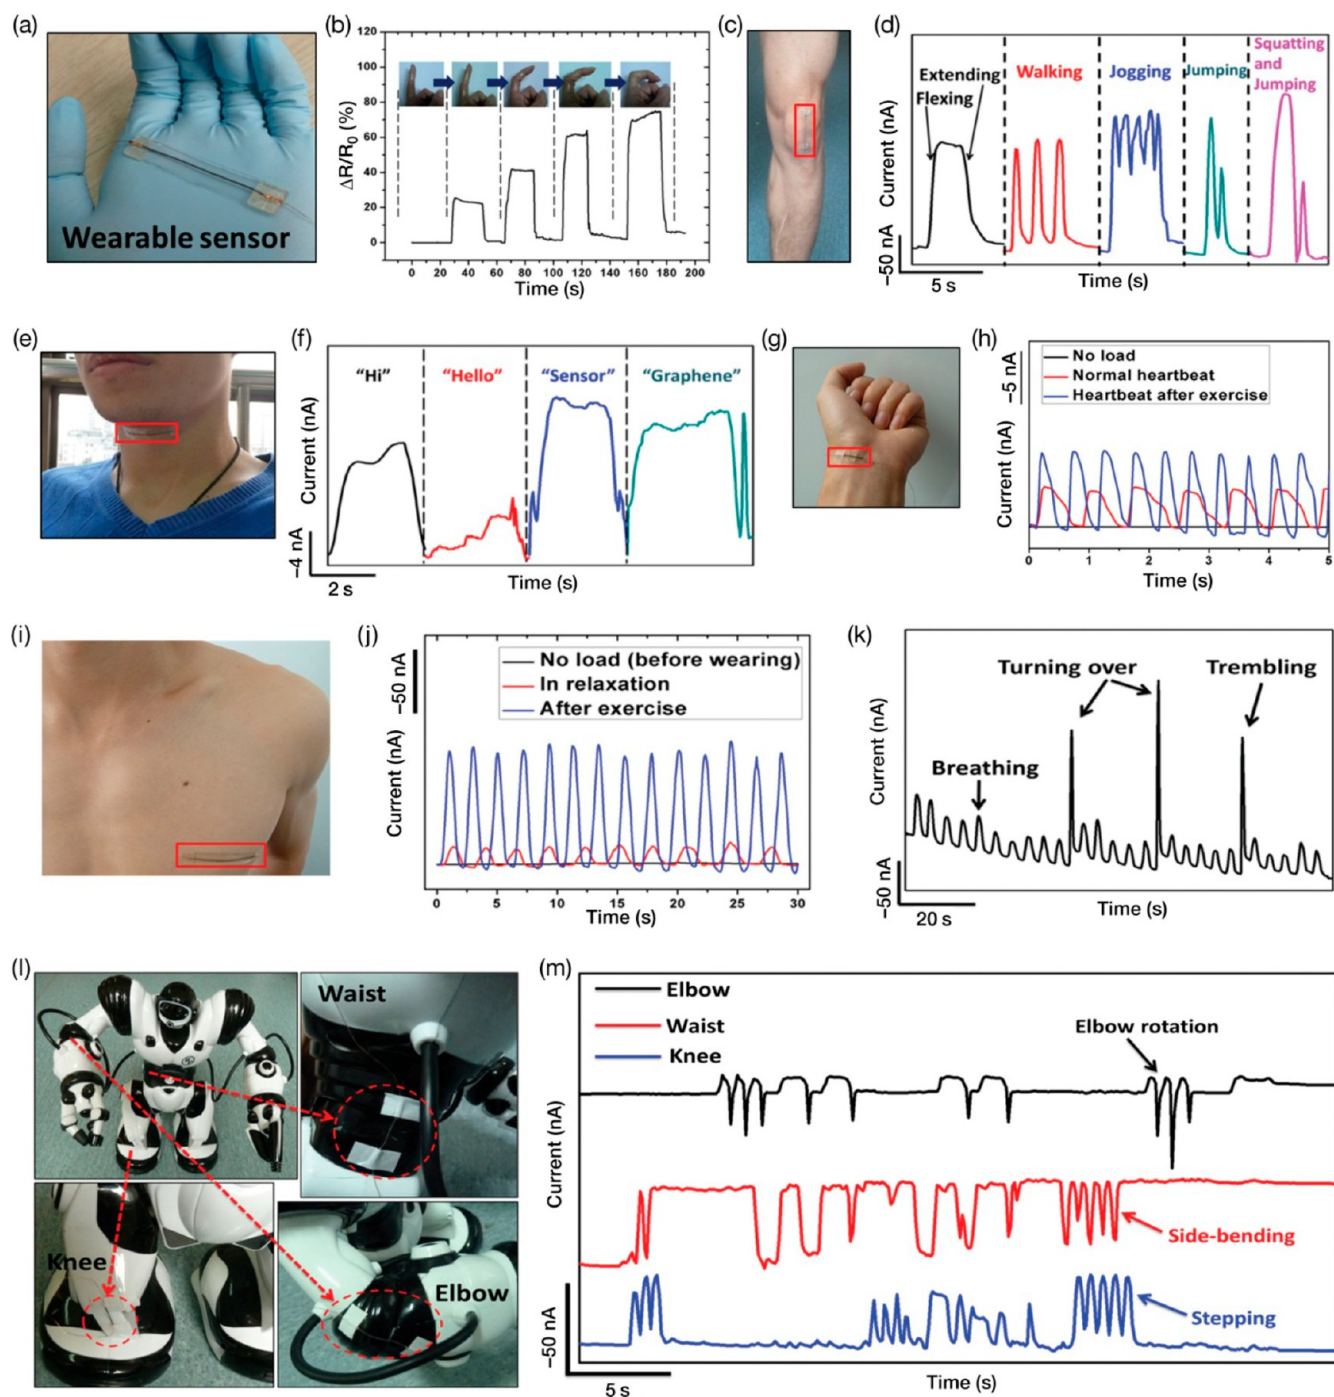 (a)
Wearable sensor
(b)
120
100
80
60
40
20
0
ΔR/R0 (%)
0 20 40 60 80 100 120 140 160 180 200
Time (s)
(c)
(d)
Current (nA)
Extending
Flexing
Walking
Jogging
Jumping
Squatting
and
Jumping
−50 nA
5 s
Time (s)
(e)
(f)
Current (nA)
“Hi”
“Hello”
“Sensor”
“Graphene”
−4 nA
2 s
Time (s)
(g)
(h)
−5 nA
No load
Normal heartbeat
Heartbeat after exercise
Current (nA)
0 1 2 3 4 5
Time (s)
(i)
(j)
−50 nA
No load (before wearing)
In relaxation
After exercise
Current (nA)
0 5 10 15 20 25 30
Time (s)
(k)
Current (nA)
Turning over
Trembling
Breathing
−50 nA
20 s
Time (s)
(l)
Waist
Knee
Elbow
(m)
Elbow
Waist
Knee
Elbow rotation
Current (nA)
Side-bending
Stepping
−50 nA
5 s
Time (s)